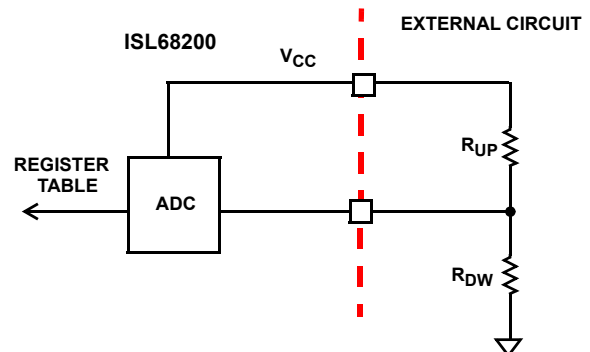 EXTERNAL CIRCUIT
ISL68200
VCC
RUP
REGISTER
TABLE
ADC
RDW